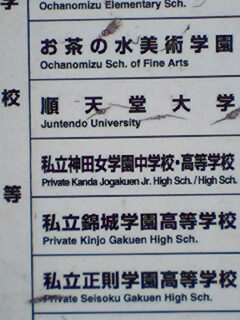 学
Ochanomizu Elementary Sch.
お茶の水美術学園
Ochanomizu Sch. of Fine Arts
校
順天堂大学
Juntendo University
私立神田女学園中学校・高等学校
Private Kanda Jogakuen Jr. High Sch. / High Sch.
等
私立錦城学園高等学校
Private Kinjo Gakuen High Sch.
私立正則学園高等学校
Private Seisoku Gakuen High Sch.